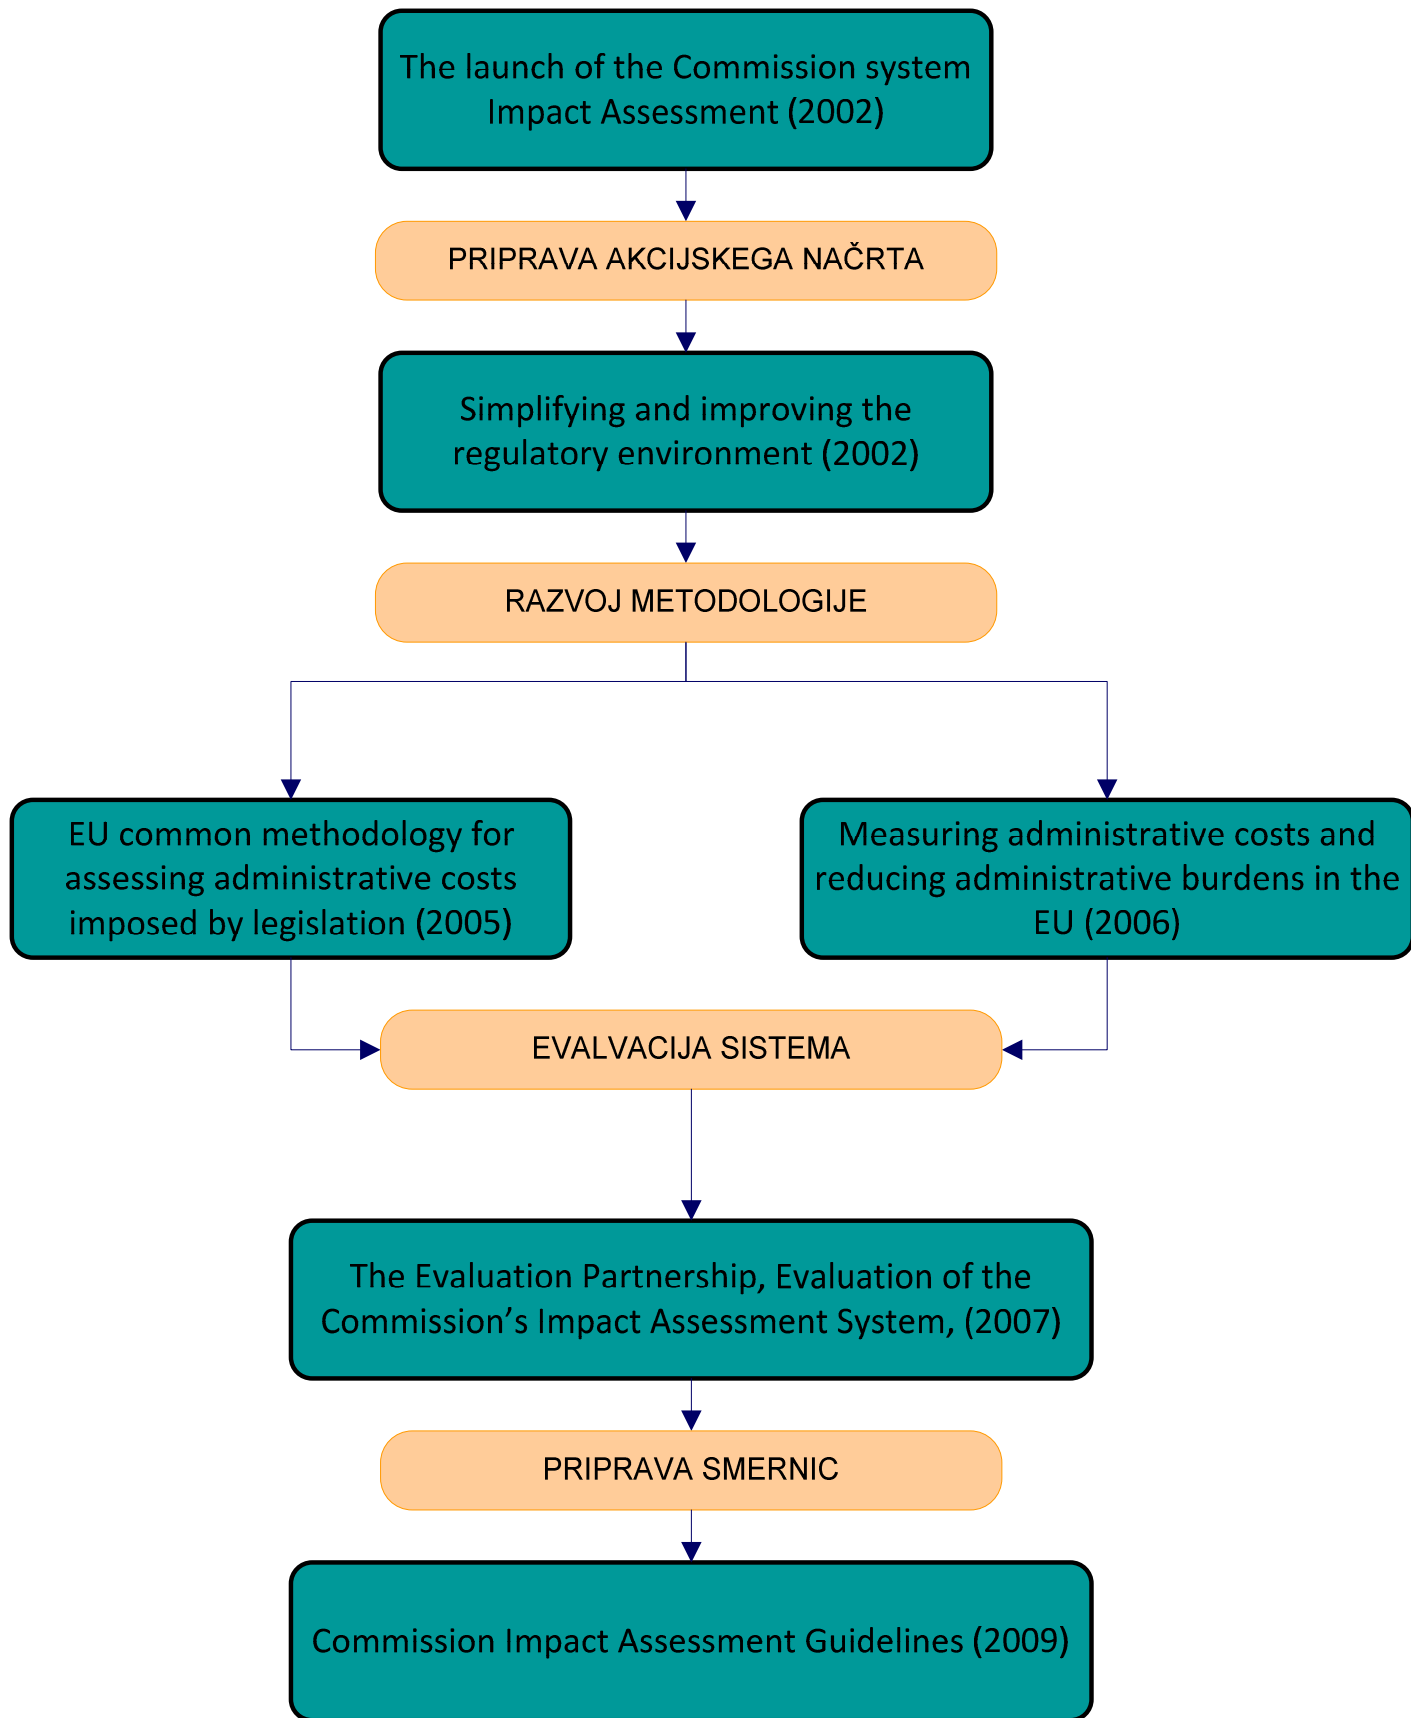 The launch of the Commission system
Impact Assessment (2002)
PRIPRAVA AKCIJSKEGA NAČRTA
Simplifying and improving the
regulatory environment (2002)
RAZVOJ METODOLOGIJE
EU common methodology for
assessing administrative costs
imposed by legislation (2005)
Measuring administrative costs and
reducing administrative burdens in the
EU (2006)
EVALVACIJA SISTEMA
The Evaluation Partnership, Evaluation of the
Commission’s Impact Assessment System, (2007)
PRIPRAVA SMERNIC
Commission Impact Assessment Guidelines (2009)